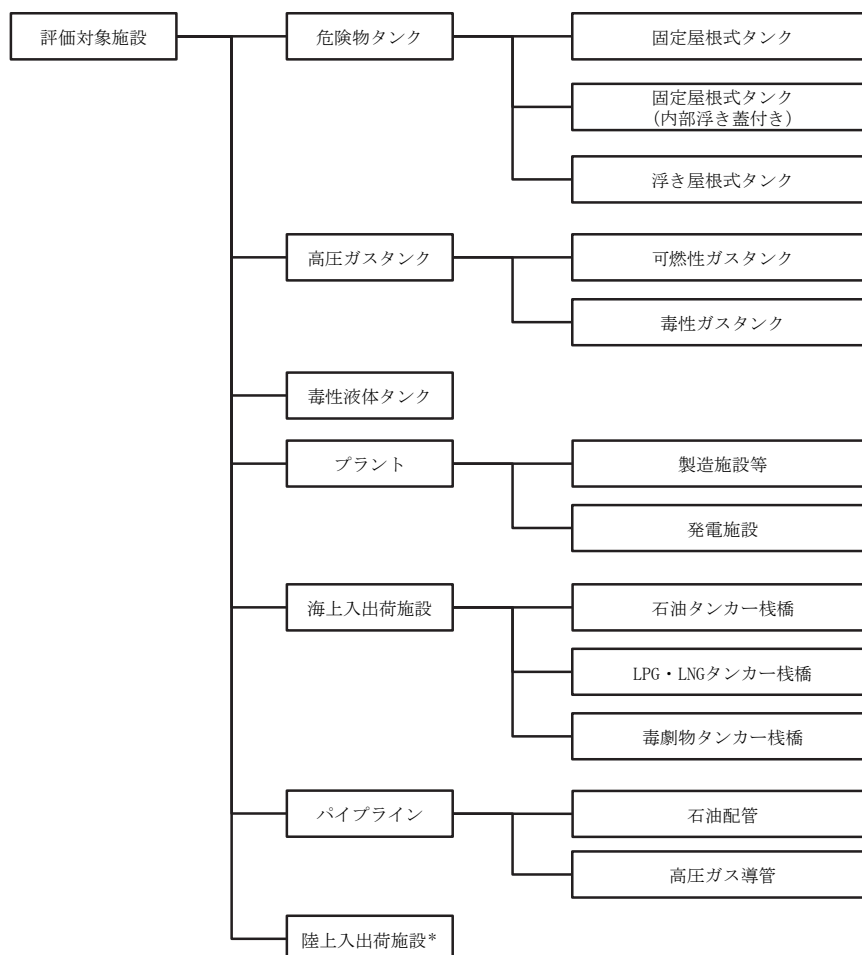 評価対象施設
危険物タンク
固定屋根式タンク
固定屋根式タンク
(内部浮き蓋付き)
浮き屋根式タンク
高圧ガスタンク
可燃性ガスタンク
毒性ガスタンク
毒性液体タンク
プラント
製造施設等
発電施設
海上入出荷施設
石油タンカー桟橋
LPG・LNGタンカー桟橋
毒劇物タンカー桟橋
パイプライン
石油配管
高圧ガス導管
陸上入出荷施設*